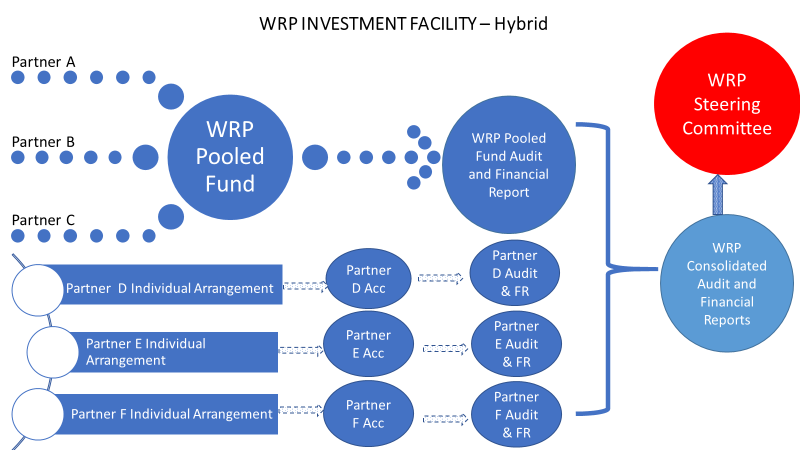 WRP INVESTMENT FACILITY – Hybrid
Partner A
Partner B
Partner C
WRP
Pooled
Fund
WRP Pooled
Fund Audit
and Financial
Report
WRP
Steering
Committee
WRP
Consolidated
Audit and
Financial
Reports
Partner D Individual Arrangement
Partner
D Acc
Partner
D Audit
& FR
Partner E Individual
Arrangement
Partner
E Acc
Partner
E Audit
& FR
Partner F Individual Arrangement
Partner
F Acc
Partner
F Audit
& FR